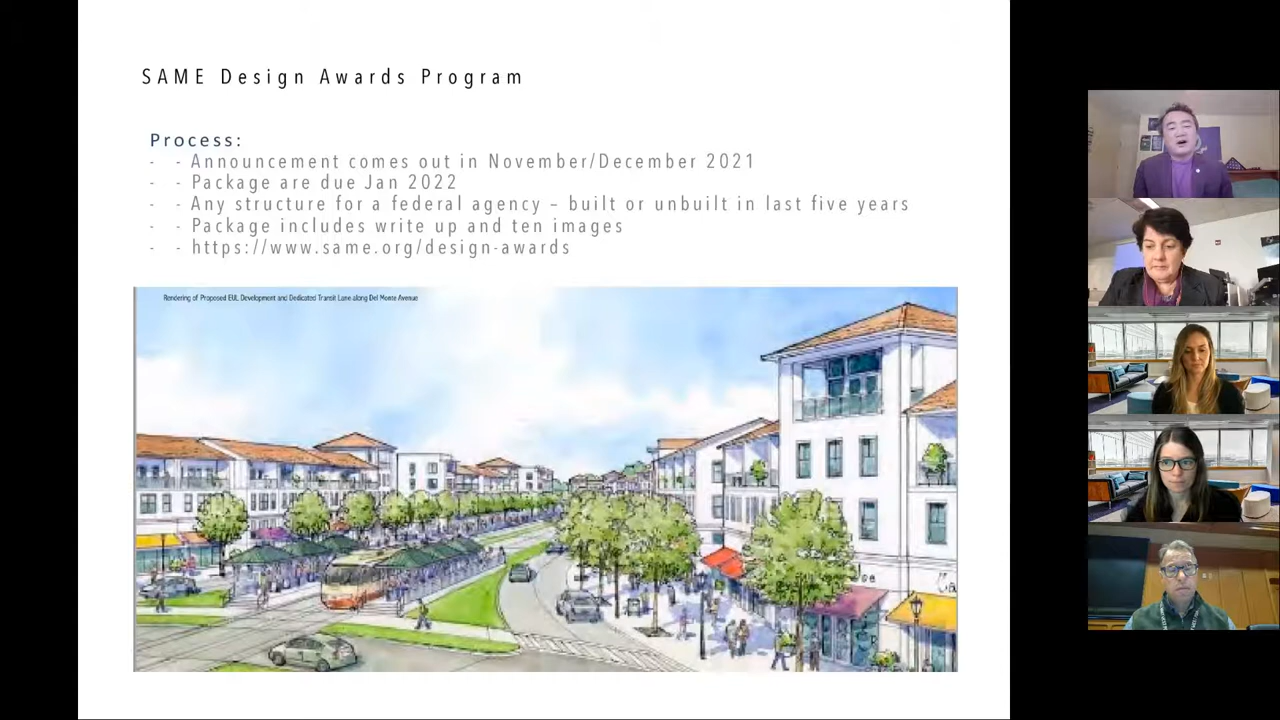 SAME Design Awards Program
Process:
- - Announcement comes out in November/December 2021
- - Package are due Jan 2022
- - Any structure for a federal agency – built or unbuilt in last five years
- - Package includes write up and ten images
- - https://www.same.org/design-awards
Rendering of Proposed EUL Development and Dedicated Transit Lane along Del Monte Avenue